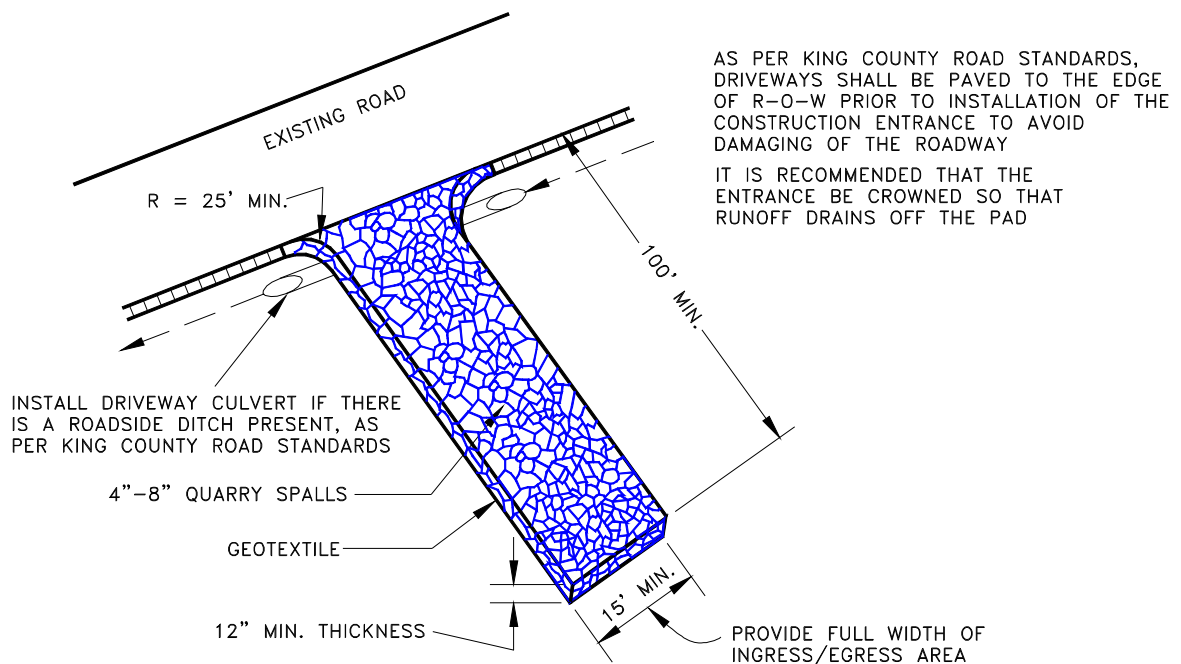 EXISTING ROAD
AS PER KING COUNTY ROAD STANDARDS,
DRIVEWAYS SHALL BE PAVED TO THE EDGE
OF R-O-W PRIOR TO INSTALLATION OF THE
CONSTRUCTION ENTRANCE TO AVOID
DAMAGING OF THE ROADWAY
IT IS RECOMMENDED THAT THE
ENTRANCE BE CROWNED SO THAT
RUNOFF DRAINS OFF THE PAD
R = 25' MIN.
100' MIN.
INSTALL DRIVEWAY CULVERT IF THERE
IS A ROADSIDE DITCH PRESENT, AS
PER KING COUNTY ROAD STANDARDS
4"-8" QUARRY SPALLS
GEOTEXTILE
12" MIN. THICKNESS
15' MIN.
PROVIDE FULL WIDTH OF
INGRESS/EGRESS AREA